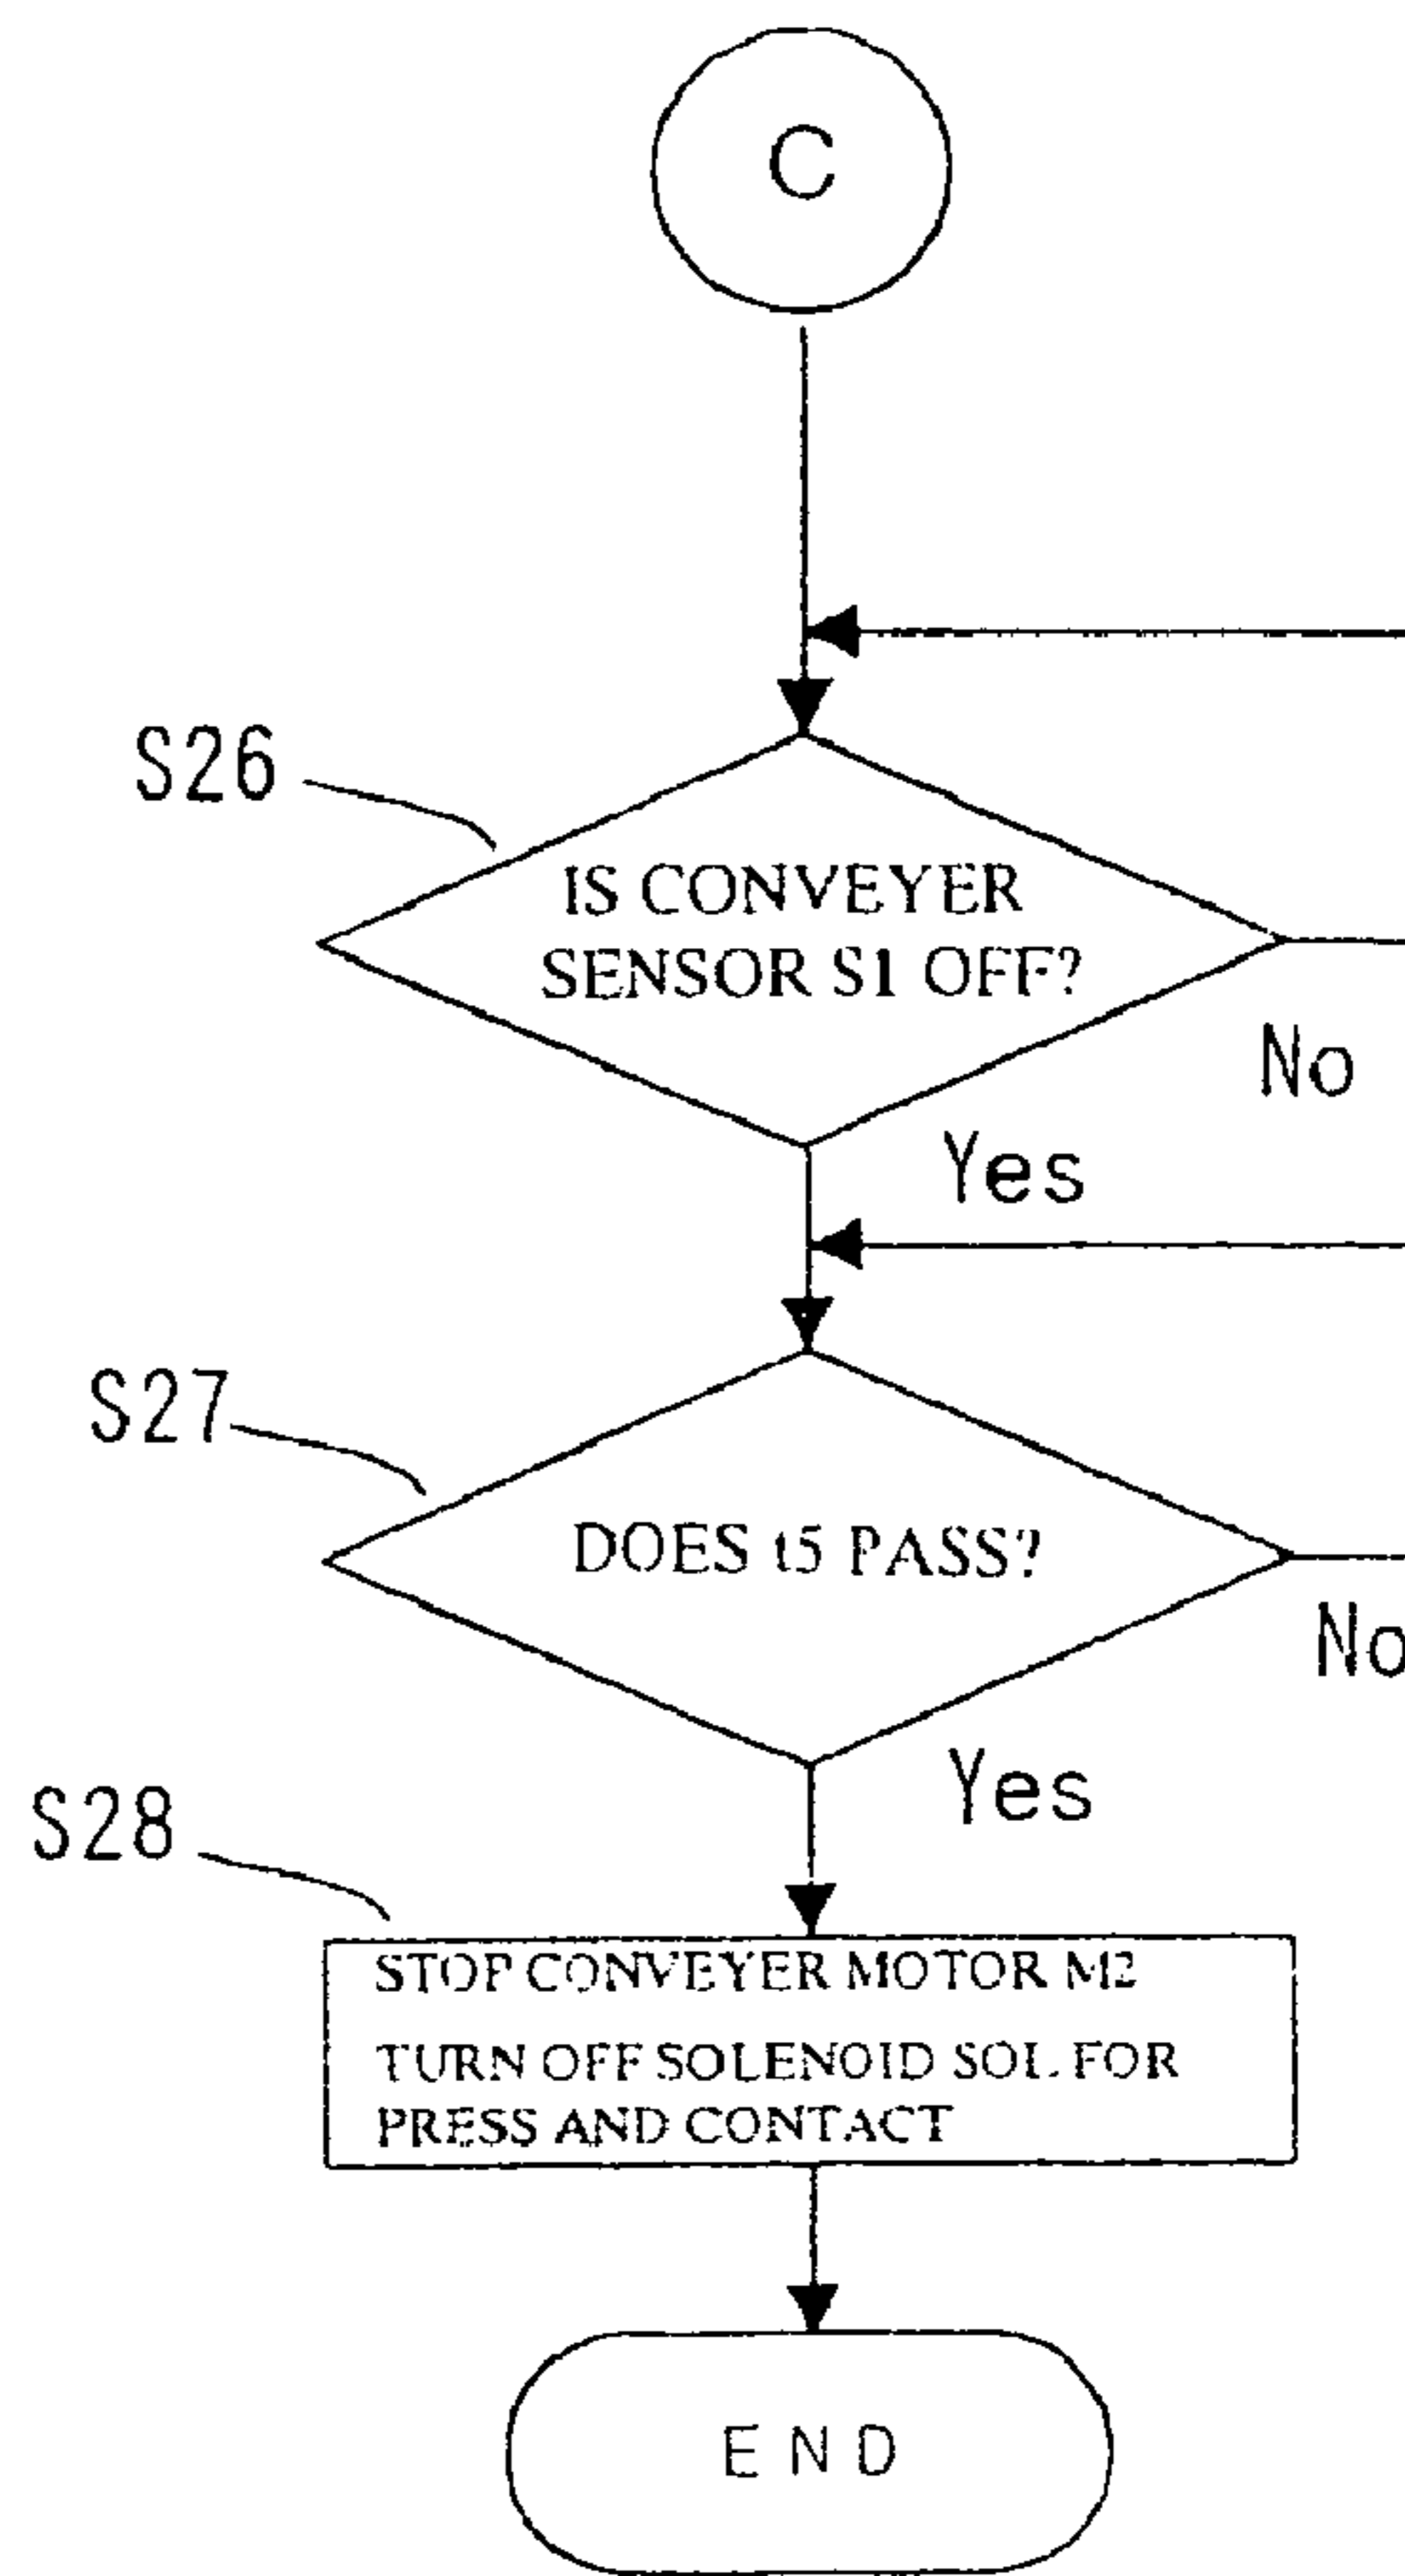 C
S26
IS CONVEYER
SENSOR S1 OFF?
No
Yes
S27
DOES t5 PASS?
No
Yes
S28
STOP CONVEYER MOTOR M2
TURN OFF SOLENOID SOL FOR
PRESS AND CONTACT
END